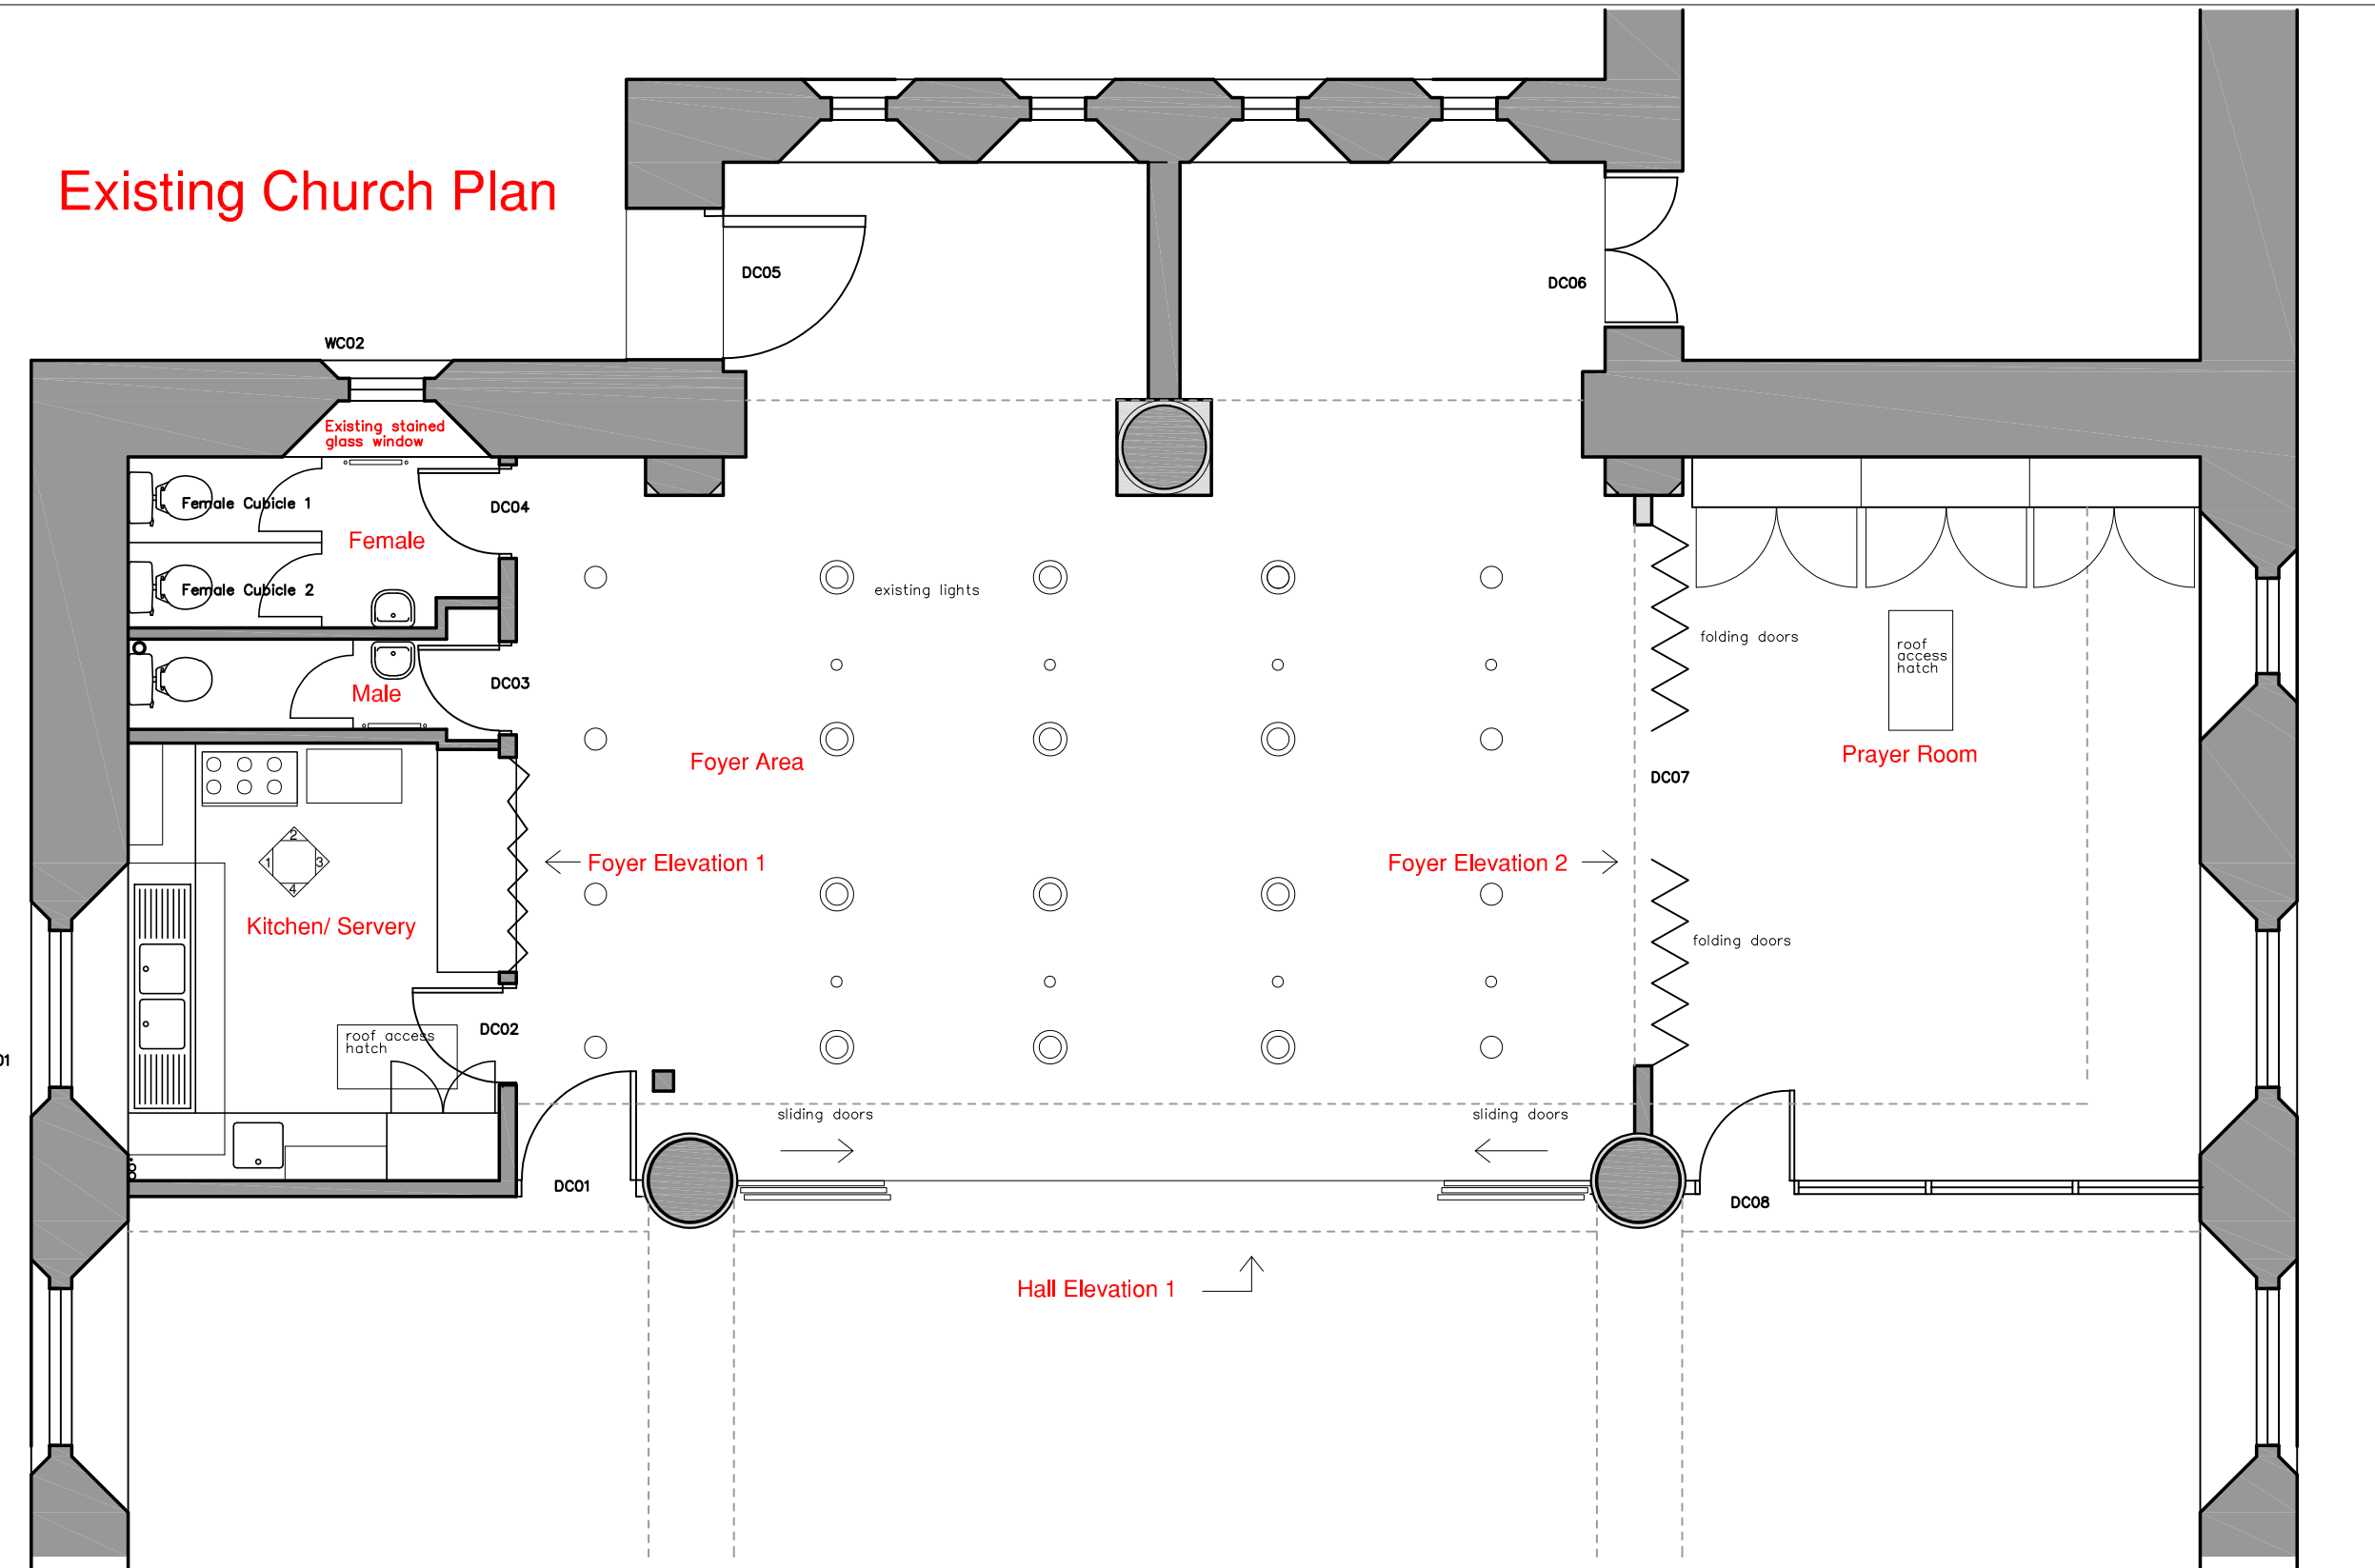 Existing Church Plan
DC05
DC06
WC02
Existing stained
glass window
Female Cubicle 1
DC04
Female
Female Cubicle 2
existing lights
folding doors
roof
access
hatch
DC03
Male
Foyer Area
Prayer Room
DC07
2
1
3
4
Foyer Elevation 1
Foyer Elevation 2
Kitchen/ Servery
folding doors
DC02
roof access
hatch
01
sliding doors
sliding doors
DC01
DC08
Hall Elevation 1